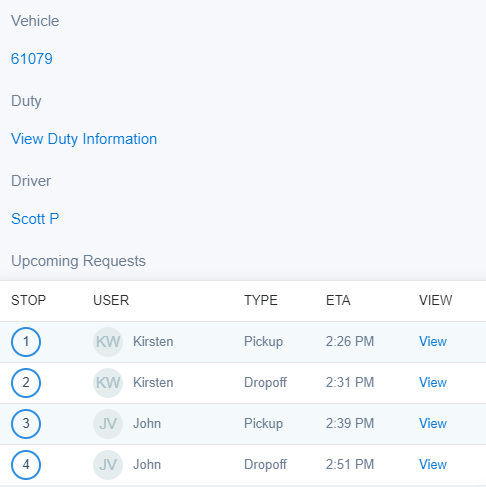 Vehicle
61079
Duty
View Duty Information
Driver
Scott P
Upcoming Requests
STOP USER TYPE ETA VIEW
1 KW Kirsten Pickup 2:26 PM View
2 KW Kirsten Dropoff 2:31 PM View
3 JV John Pickup 2:39 PM View
4 JV John Dropoff 2:51 PM View